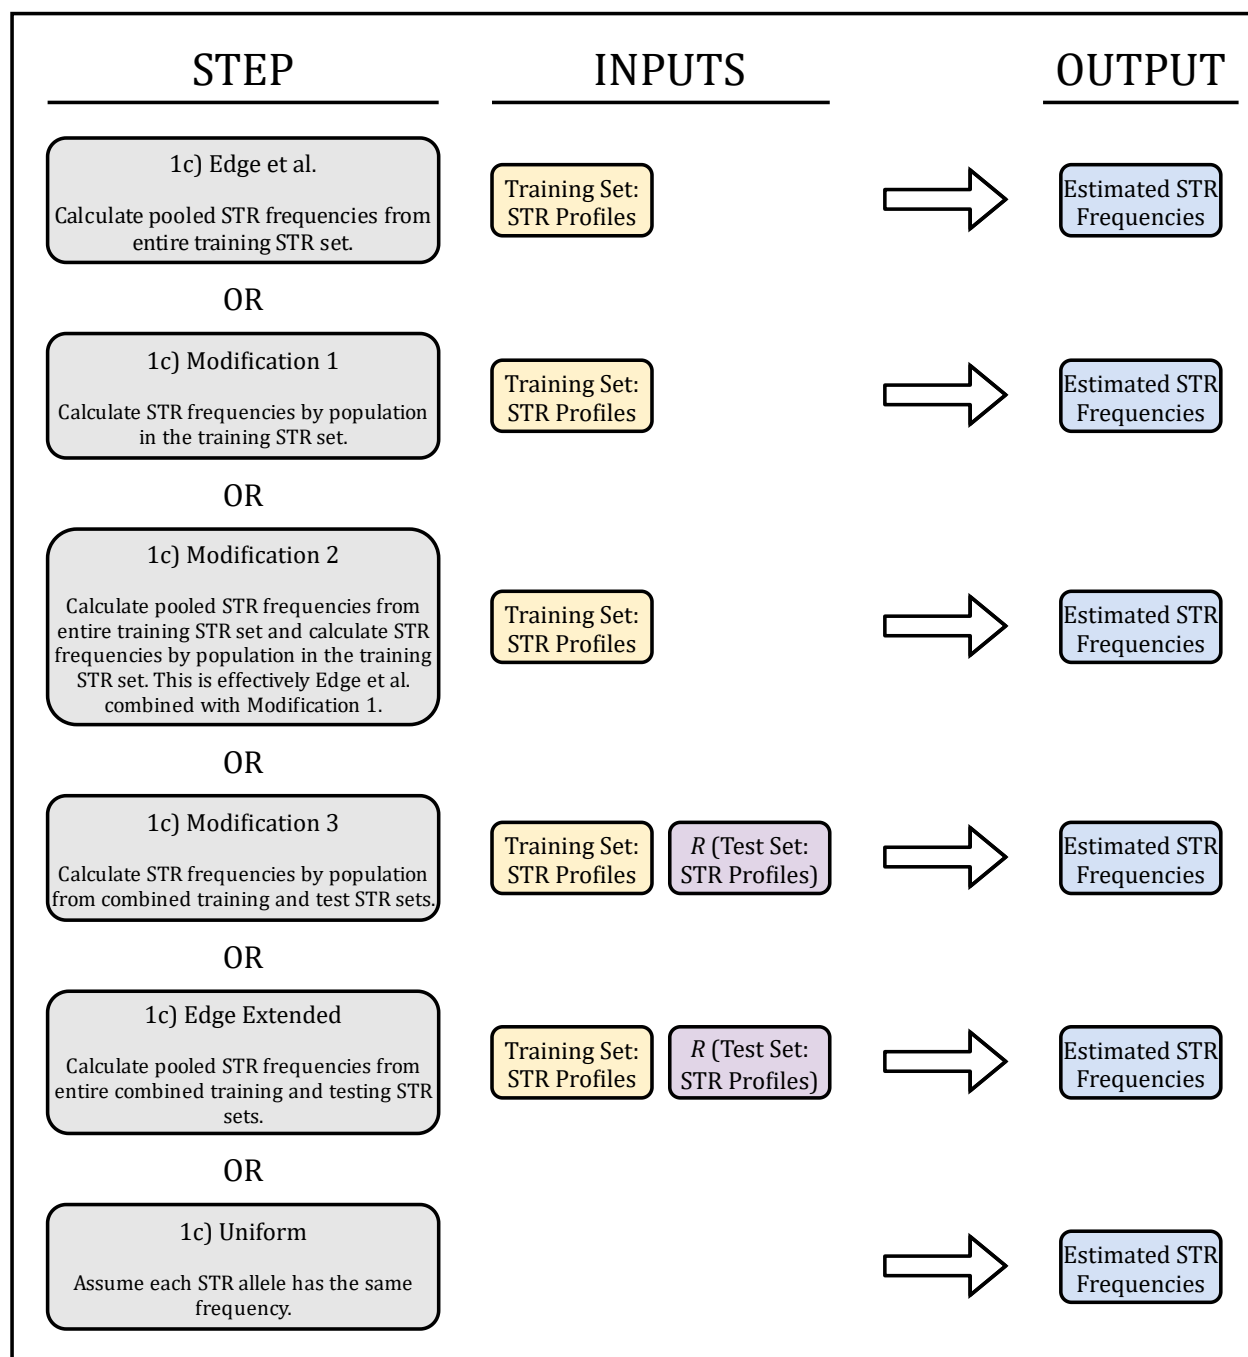 STEP
INPUTS
OUTPUT
1c) Edge et al.
Calculate pooled STR frequencies from
entire training STR set.
Training Set:
STR Profiles
Estimated STR
Frequencies
OR
1c) Modification 1
Calculate STR frequencies by population
in the training STR set.
Training Set:
STR Profiles
Estimated STR
Frequencies
OR
1c) Modification 2
Calculate pooled STR frequencies from
entire training STR set and calculate STR
frequencies by population in the training
STR set. This is effectively Edge et al.
combined with Modification 1.
Training Set:
STR Profiles
Estimated STR
Frequencies
OR
1c) Modification 3
Calculate STR frequencies by population
from combined training and test STR sets.
Training Set:
STR Profiles
R (Test Set:
STR Profiles)
Estimated STR
Frequencies
OR
1c) Edge Extended
Calculate pooled STR frequencies from
entire combined training and testing STR
sets.
Training Set:
STR Profiles
R (Test Set:
STR Profiles)
Estimated STR
Frequencies
OR
1c) Uniform
Assume each STR allele has the same
frequency.
Estimated STR
Frequencies